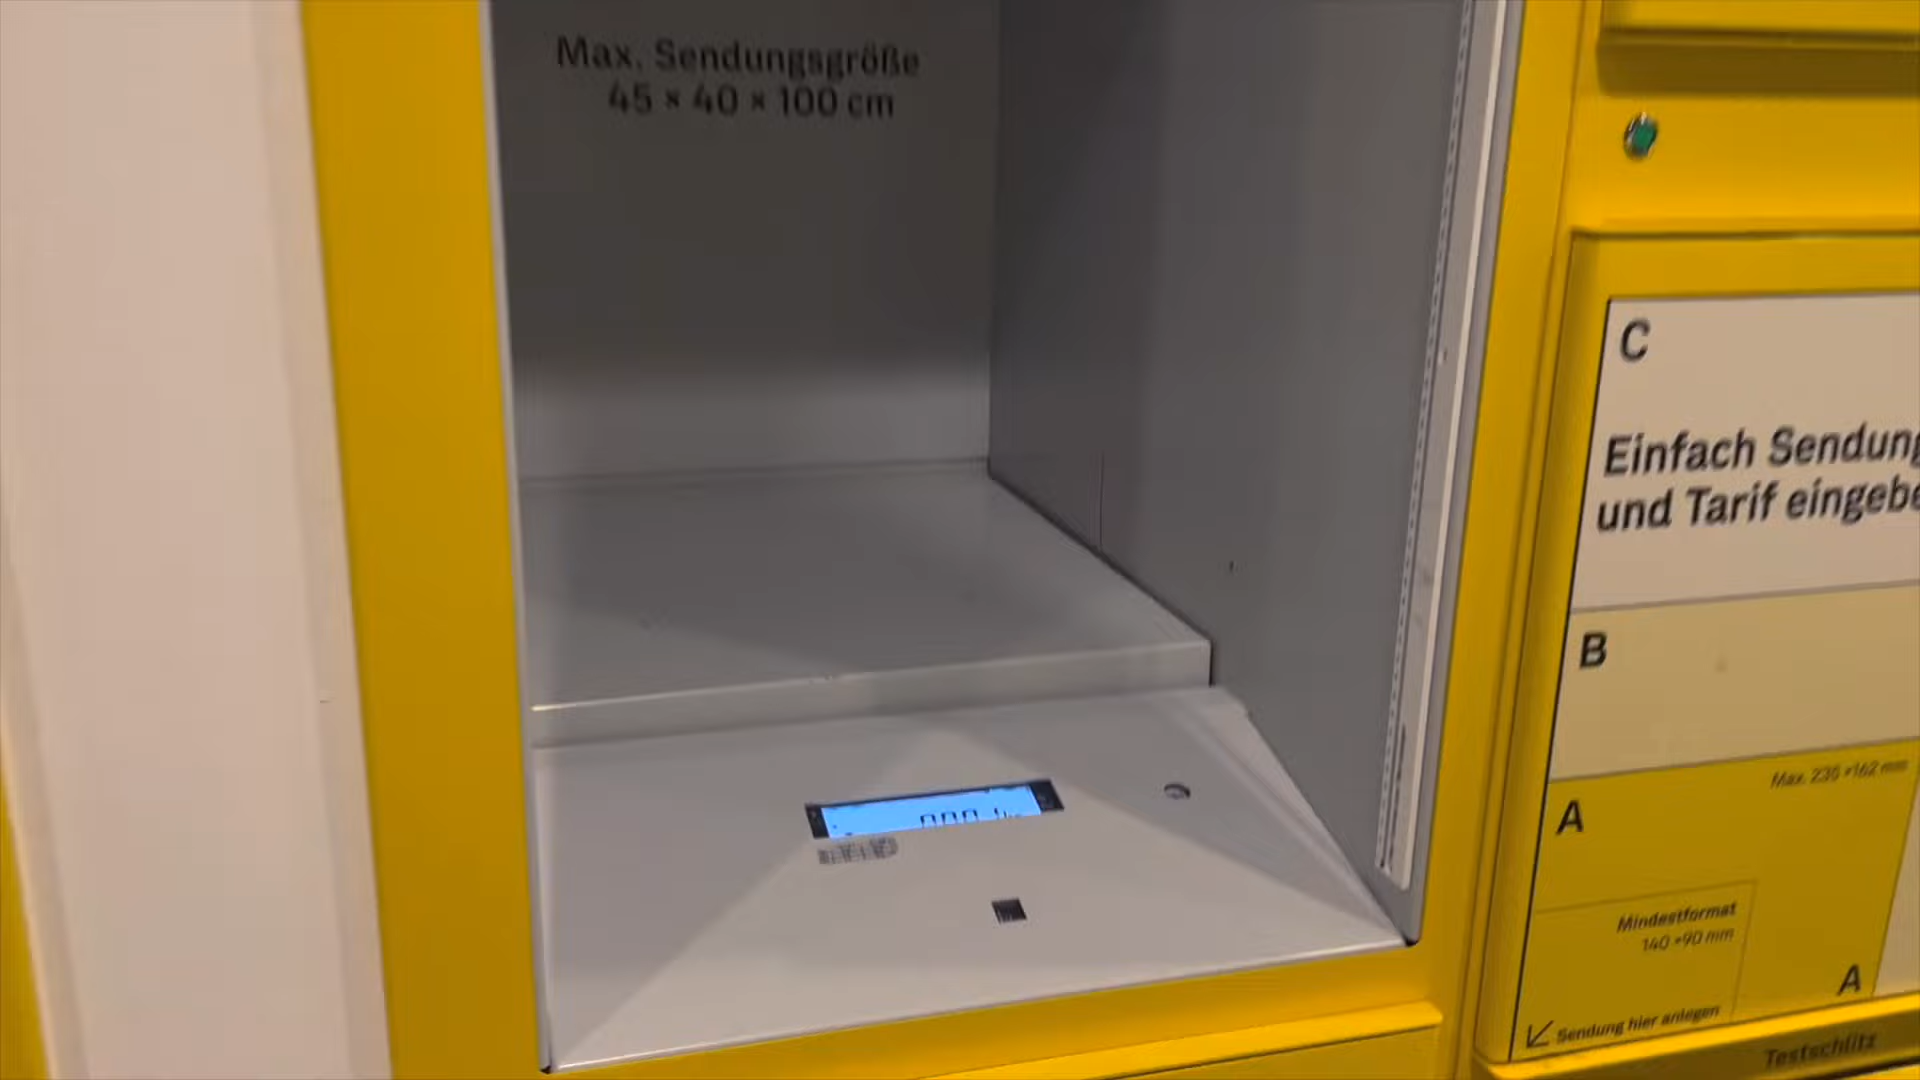 Max. Sendungsgröße
45 × 40 × 100 cm
C
Einfach Sendung
und Tarif eingebe
B
Max. 235 ×162 mm
A
Mindestformat
140 ×90 mm
A
Sendung hier anlegen
Testschlitz